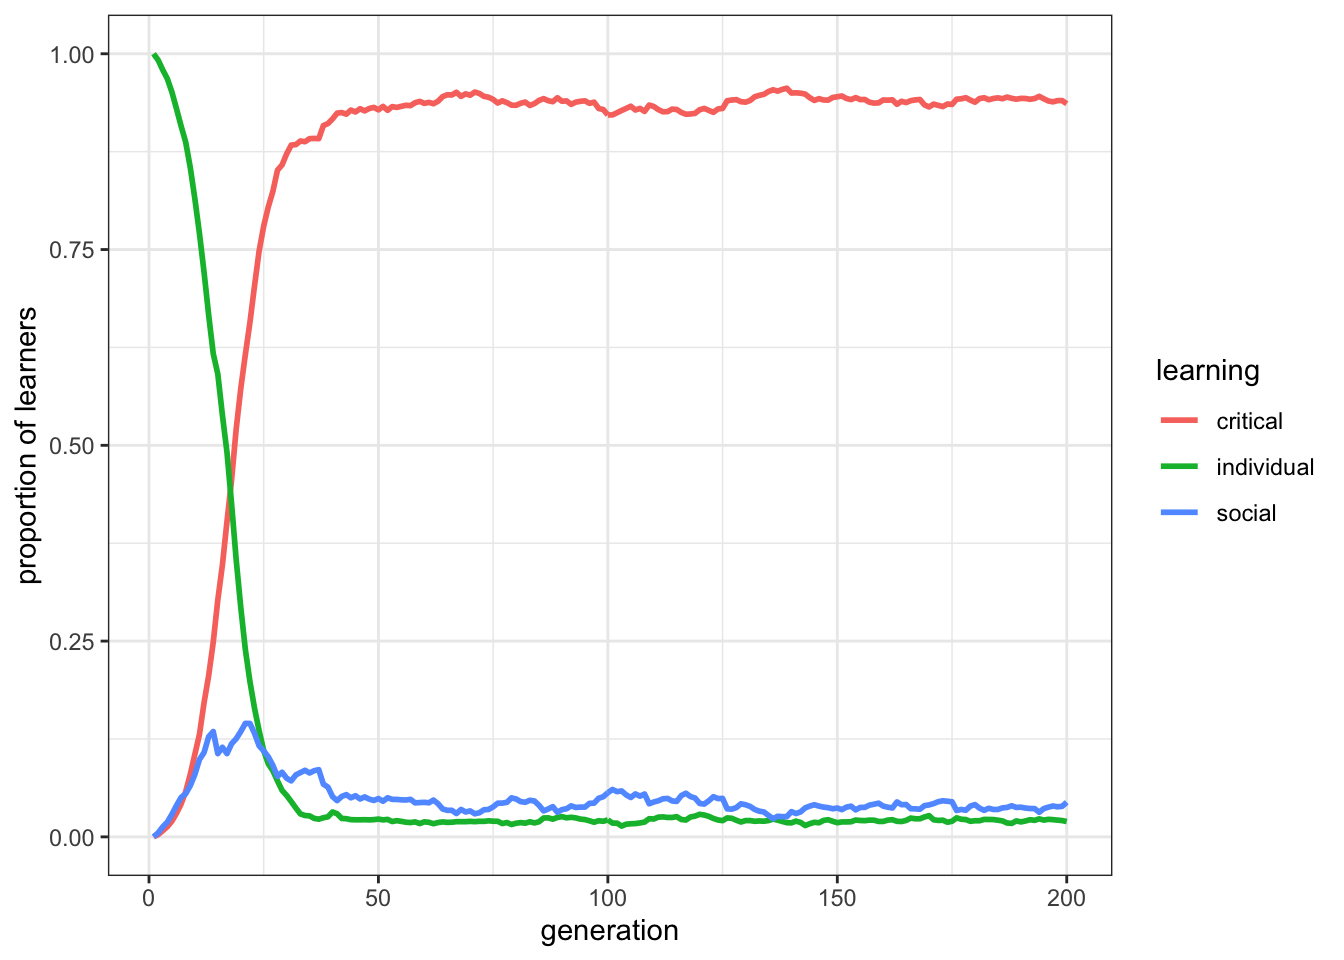 1.00
0.75
0.50
0.25
0.00
proportion of learners
0
50
100
150
200
generation
learning
critical
individual
social